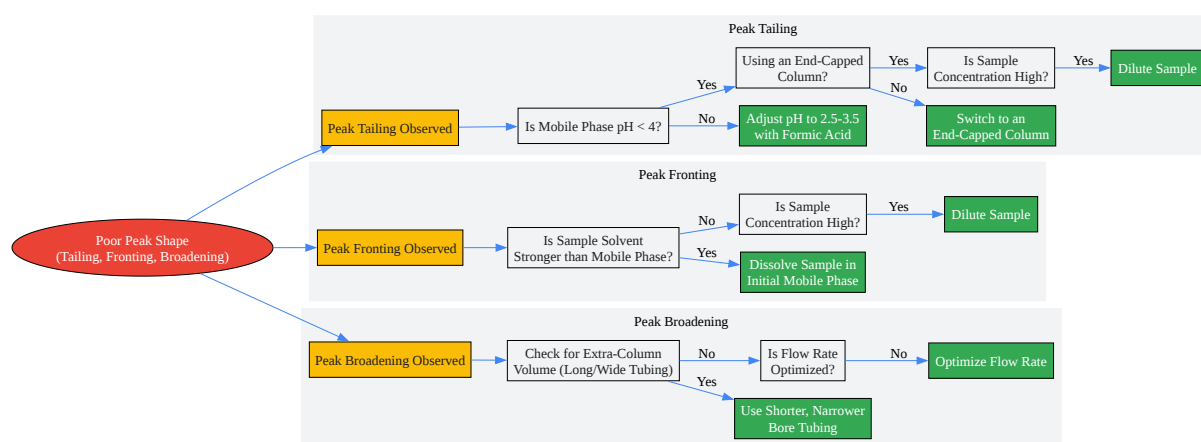 Peak Tailing
Using an End-Capped
Column?
Yes
Is Sample
Concentration High?
Yes
Dilute Sample
Yes
No
Peak Tailing Observed
Is Mobile Phase pH < 4?
No
Adjust pH to 2.5-3.5
with Formic Acid
Switch to an
End-Capped Column
Peak Fronting
Is Sample
Concentration High?
Yes
Dilute Sample
No
Poor Peak Shape
(Tailing, Fronting, Broadening)
Peak Fronting Observed
Is Sample Solvent
Stronger than Mobile Phase?
Yes
Dissolve Sample in
Initial Mobile Phase
Peak Broadening
Peak Broadening Observed
Check for Extra-Column
Volume (Long/Wide Tubing)
No
Is Flow Rate
Optimized?
No
Optimize Flow Rate
Yes
Use Shorter, Narrower
Bore Tubing